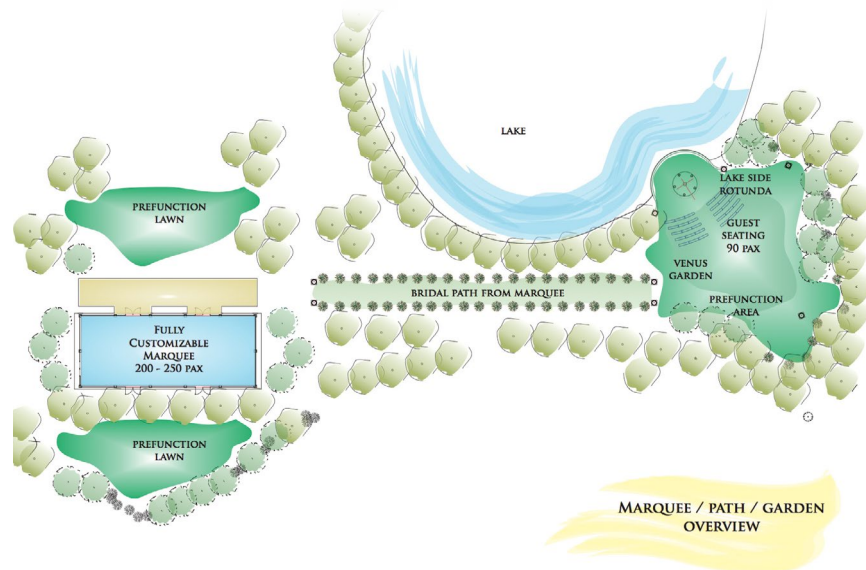 LAKE
LAKE SIDE
ROTUNDA
PREFUNCTION
LAWN
GUEST
SEATING
90 PAX
VENUS
GARDEN
BRIDAL PATH FROM MARQUEE
PREFUNCTION
AREA
FULLY
CUSTOMIZABLE
MARQUEE
200 - 250 PAX
PREFUNCTION
LAWN
MARQUEE / PATH / GARDEN
OVERVIEW